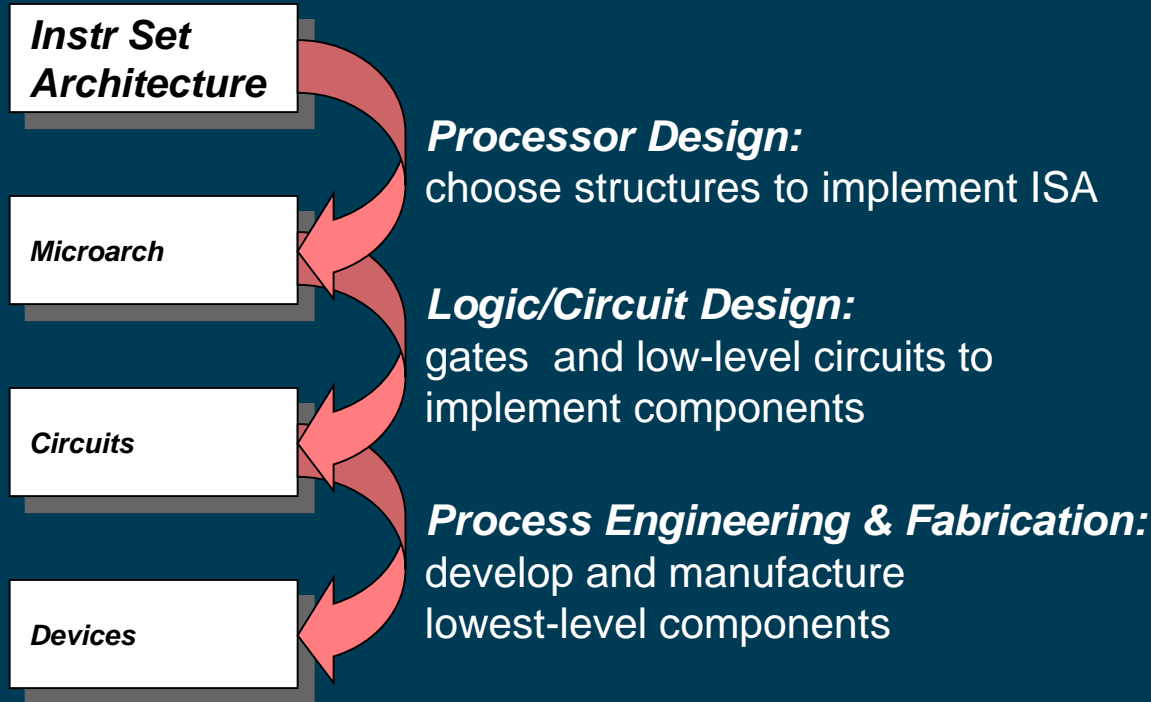 Instr Set
Architecture
Processor Design:
choose structures to implement ISA
Microarch
Logic/Circuit Design:
gates  and low-level circuits to
implement components
Circuits
Process Engineering & Fabrication:
develop and manufacture
lowest-level components
Devices